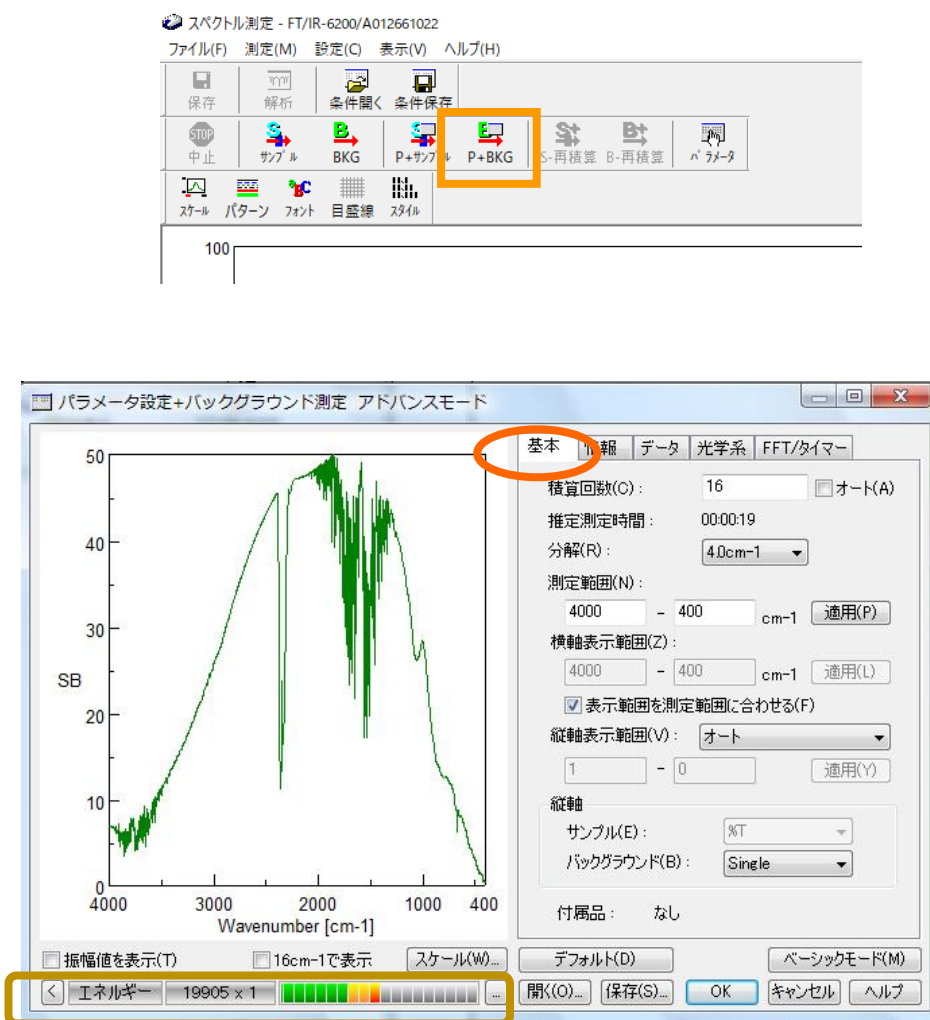 スペクトル測定 - FT/IR-6200/A012661022
ファイル(F) 測定(M) 設定(C) 表示(V) ヘルプ(H)
保存 解析 条件開く 条件保存
STOP
中止 サンプル BKG P+サンプル P+BKG S-再積算 B-再積算 パラメータ
スケール パターン フォント 目盛線 スタイル
100
パラメータ設定+バックグラウンド測定 アドバンスモード
50
40
30
SB
20
10
0
4000 3000 2000 1000 400
Wavenumber [cm-1]
振幅値を表示(T) 16cm-1で表示 スケール(W)...
< エネルギー 19905 x 1 ...
基本 情報 データ 光学系 FFT/タイマー
積算回数(C) : 16 オート(A)
推定測定時間 : 00:00:19
分解(R) : 4.0cm-1
測定範囲(N) :
4000 - 400 cm-1 適用(P)
横軸表示範囲(Z) :
4000 - 400 cm-1 適用(L)
表示範囲を測定範囲に合わせる(F)
縦軸表示範囲(V) : オート
1 - 0 適用(Y)
縦軸
サンプル(E) : %T
バックグラウンド(B) : Single
付属品 : なし
デフォルト(D) ベーシックモード(M)
開く(O)... 保存(S)... OK キャンセル ヘルプ